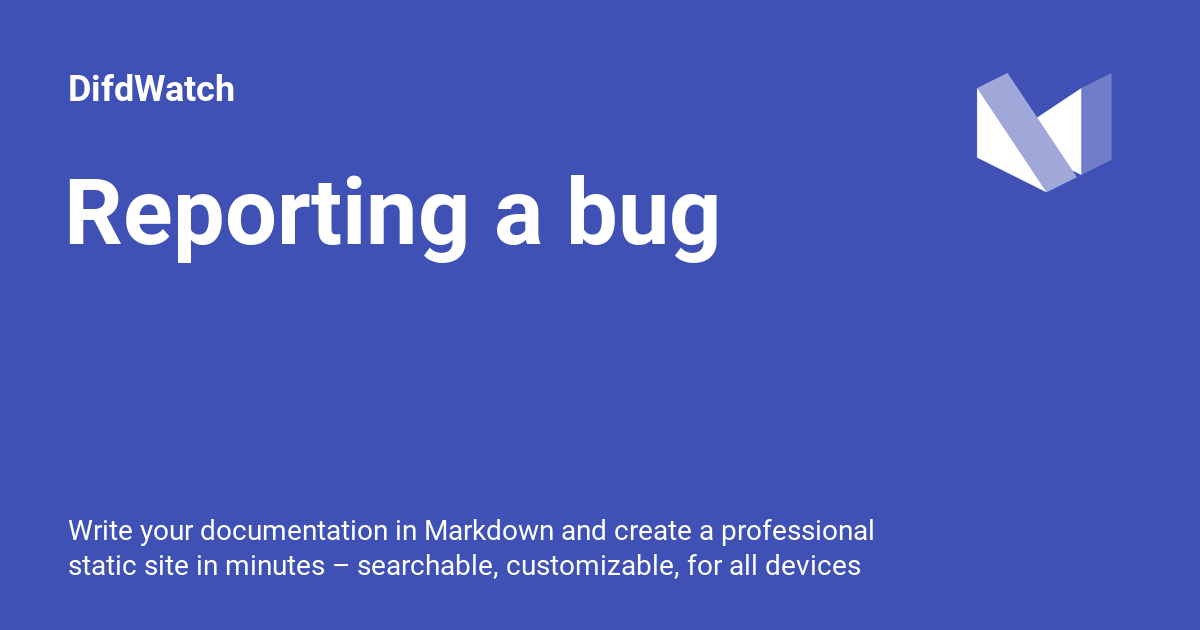 DifdWatch
Reporting a bug
Write your documentation in Markdown and create a professional
static site in minutes – searchable, customizable, for all devices